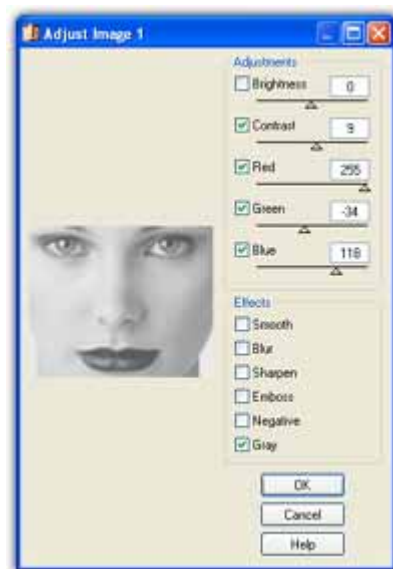 Adjust Image 1
Adjustments
Brightness 0
Contrast 9
Red 255
Green -34
Blue 118
Effects
Smooth
Blur
Sharpen
Emboss
Negative
Gray
OK
Cancel
Help